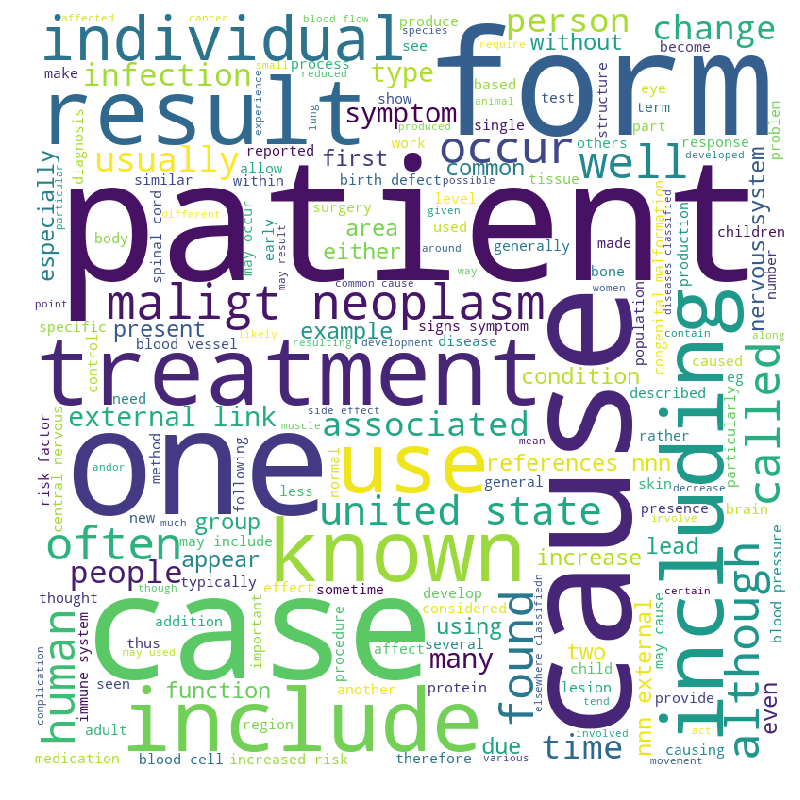 affected
cancer
blood flow
produce
species
person
change
individual
form
see
require
without
become
infection
process
make
small
reduced
type
based
eye
result
experience
lung
show
animal
test
term
structure
symptom
produced
single
part
problem
diagnosis
usually
reported
first
work
occur
others
response
well
developed
especially
particular
similar
allow
within
birth defect
possible
common
tissue
nervous system
patient
different
surgery
level
given
used
spinal cord
may occur
early
may result
area
either
around
generally
made
bone
children
body
way
women
population
congenital malformation
diseases classified
production
number
point
maligt neoplasm
common cause
cause
including
contain
likely
specific
present
example
signs symptom
along
control
blood vessel
resulting
development
disease
caused
treatment
condition
called
need
side effect
described
eg
external link
associated
muscle
rather
particularly
risk factor
central nervous
andor
method
following
one
use
normal
mean
references nnn
general
skin
decrease
less
united state
presence
brain
new
much
group
involve
often
known
may include
appear
increase
lead
blood pressure
people
typically
effect
sometime
certain
thought
though
case
develop
found
human
immune system
addition
important
considered
using
elsewhere classifiedn
nnn external
may cause
although
thus
may used
procedure
affect
several
many
two
even
complication
seen
function
another
protein
child
lesion
provide
tend
adult
region
include
due
time
involved
causing
act
medication
blood cell
increased risk
therefore
various
movement